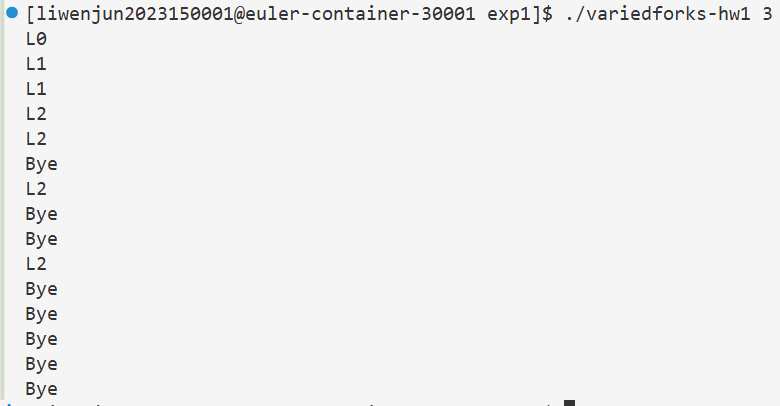 [liwenjun2023150001@euler-container-30001 exp1]$ ./variedforks-hw1 3
L0
L1
L1
L2
L2
Bye
L2
Bye
Bye
L2
Bye
Bye
Bye
Bye
Bye